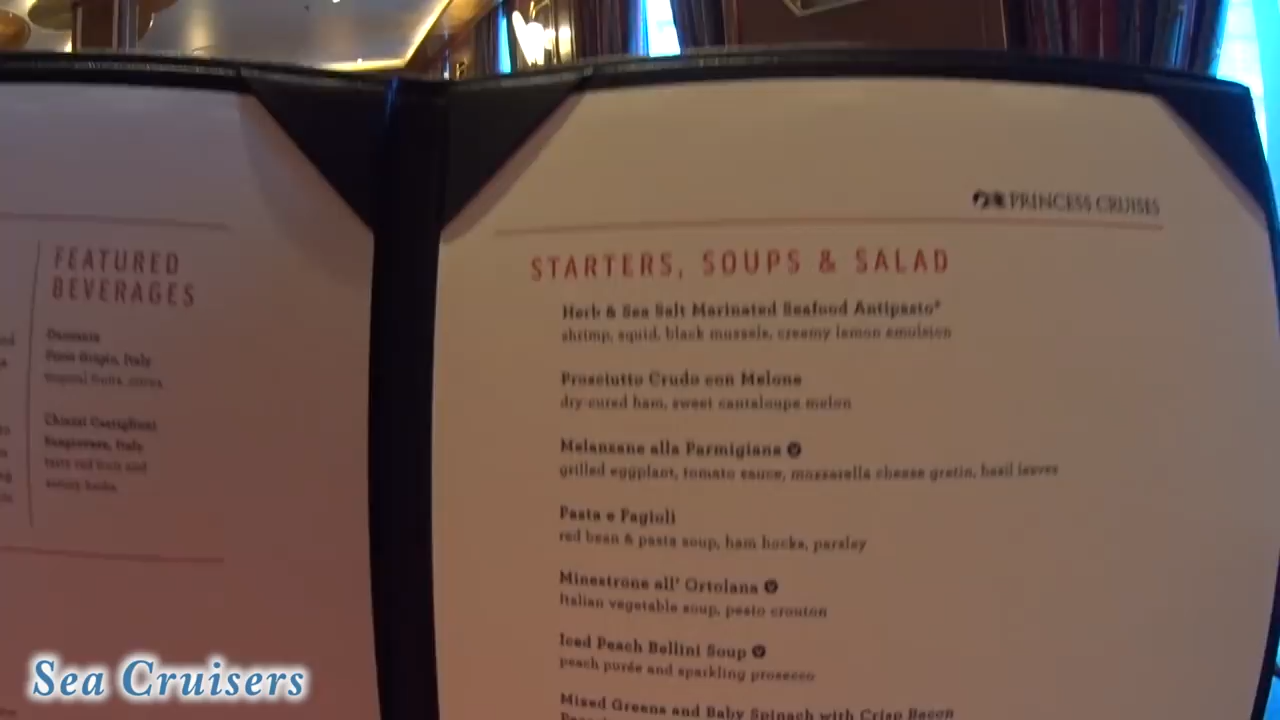 FEATURED
BEVERAGES
Italy
Italy
PRINCESS CRUISES
STARTERS, SOUPS & SALAD
Herb & Sea Salt Marinated Seafood Antipasto*
shrimp, squid, black mussels, creamy lemon emulsion
Prosciutto Crudo con Melone
dry-cured ham, sweet cantaloupe melon
Melanzane alla Parmigiana
grilled eggplant, tomato sauce, mozzarella cheese gratin, basil leaves
Pasta e Fagioli
red bean & pasta soup, ham hocks, parsley
Minestrone all' Ortolana
Italian vegetable soup, pesto crouton
Iced Peach Bellini Soup
peach purée and sparkling prosecco
Mixed Greens and Baby Spinach with Crisp Bacon
Sea Cruisers